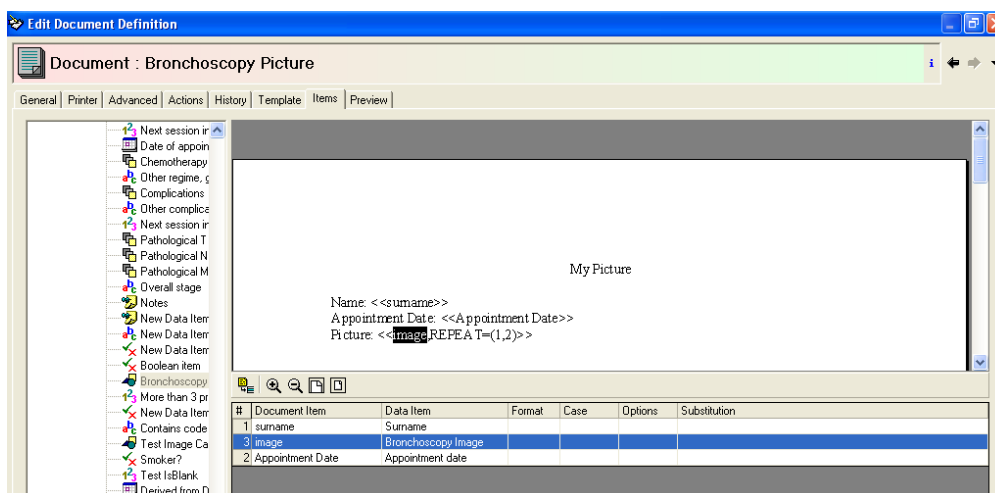 Edit Document Definition
Document : Bronchoscopy Picture
General Printer Advanced Actions History Template Items Preview
Next session in
Date of appoin
Chemotherapy
Other regime, g
Complications
Other complica
Next session in
Pathological T
Pathological N
Pathological M
Overall stage
Notes
New Data Item
New Data Item
New Data Item
Boolean item
Bronchoscopy
More than 3 pr
New Data Item
Contains code
Test Image Ca
Smoker?
Test IsBlank
Derived from D
My Picture
Name: <<surname>>
Appointment Date: <<Appointment Date>>
Picture: <<image,REPEAT=(1,2)>>
# Document Item Data Item Format Case Options Substitution
1 surname Surname
3 image Bronchoscopy Image
2 Appointment Date Appointment date